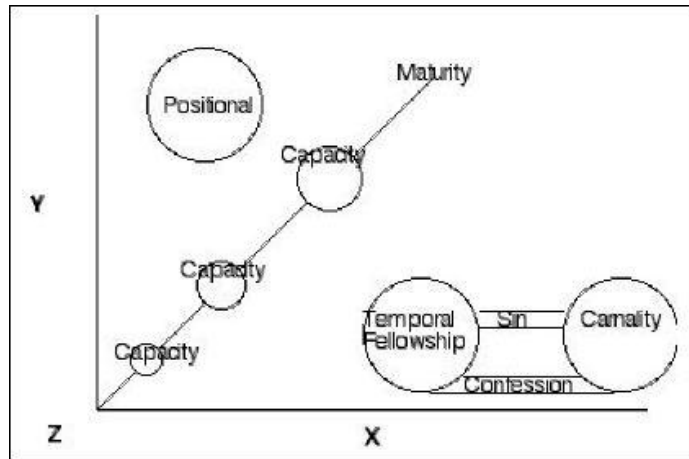 Maturity
Positional
Capacity
Y
Capacity
Temporal
Fellowship
Sin
Carnality
Capacity
Confession
Z
X